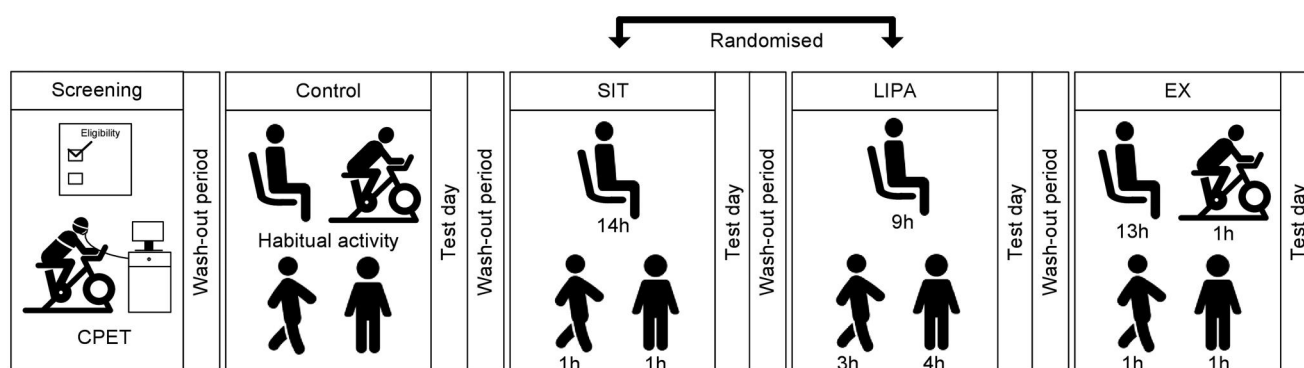 Randomised
Screening
Eligibility
CPET
Wash-out period
Control
Habitual activity
Test day
Wash-out period
SIT
14h
1h
1h
Test day
Wash-out period
LIPA
9h
3h
4h
Test day
Wash-out period
EX
13h
1h
1h
1h
Test day